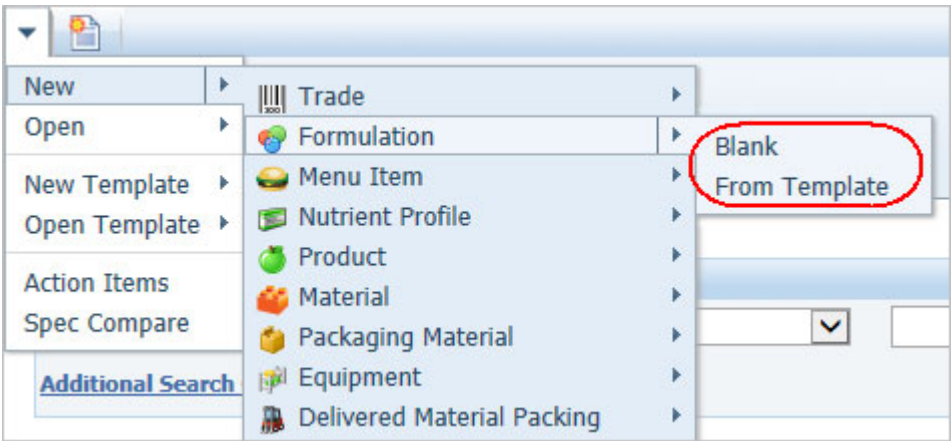 New
Open
New Template
Open Template
Action Items
Spec Compare
Additional Search
Trade
Formulation
Menu Item
Nutrient Profile
Product
Material
Packaging Material
Equipment
Delivered Material Packing
Blank
From Template